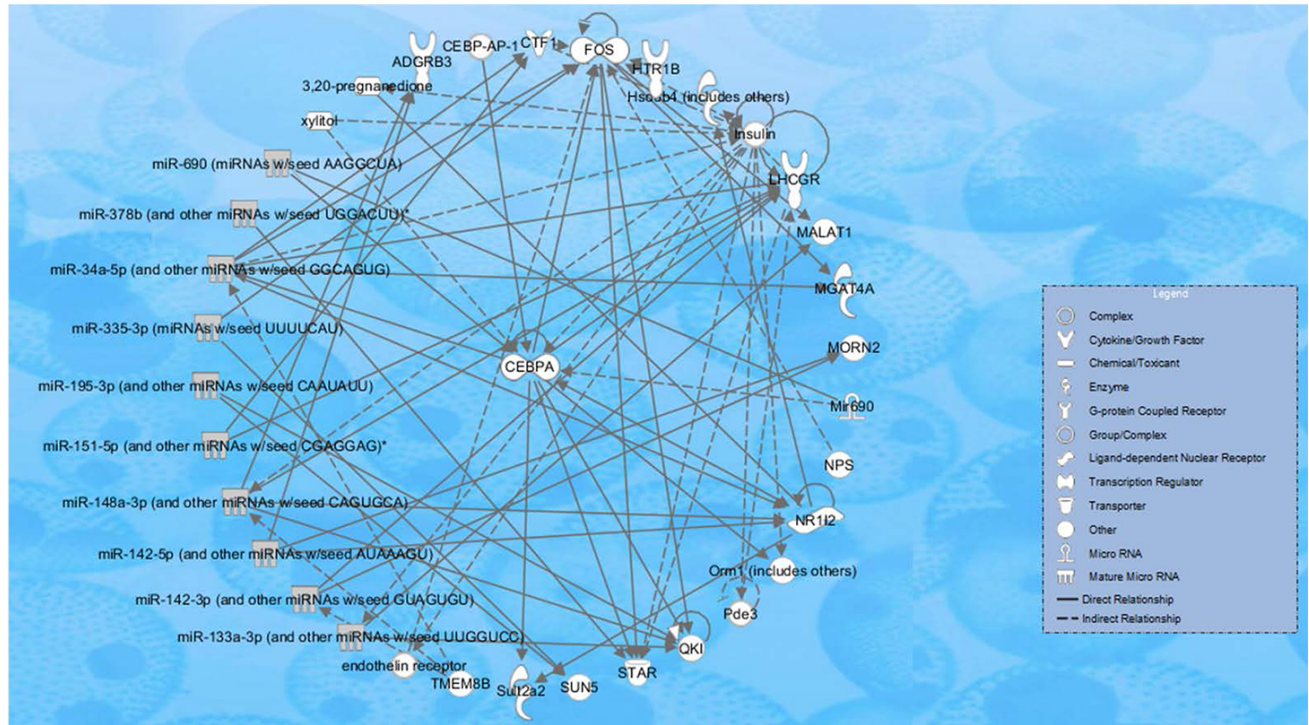 CEBP-AP-1
CTF1
FOS
ADGRB3
HTR1B
3,20-pregnanedione
Hsd3b4 (includes others)
xylitol
Insulin
miR-690 (miRNAs w/seed AAGGCUA)
LHCGR
miR-378b (and other miRNAs w/seed UGGACUU)*
MALAT1
miR-34a-5p (and other miRNAs w/seed GGCAGUG)
MGAT4A
miR-335-3p (miRNAs w/seed UUUUCAU)
MORN2
CEBPA
miR-195-3p (and other miRNAs w/seed CAAUAUU)
Mir690
miR-151-5p (and other miRNAs w/seed CGAGGAG)*
NPS
miR-148a-3p (and other miRNAs w/seed CAGUGCA)
NR1I2
miR-142-5p (and other miRNAs w/seed AUAAAGU)
Orm1 (includes others)
miR-142-3p (and other miRNAs w/seed GUAGUGU)
Pde3
miR-133a-3p (and other miRNAs w/seed UUGGUCC)
QKI
endothelin receptor
STAR
TMEM8B
Sult2a2
SUN5
Legend
Complex
Cytokine/Growth Factor
Chemical/Toxicant
Enzyme
G-protein Coupled Receptor
Group/Complex
Ligand-dependent Nuclear Receptor
Transcription Regulator
Transporter
Other
Micro RNA
Mature Micro RNA
Direct Relationship
Indirect Relationship